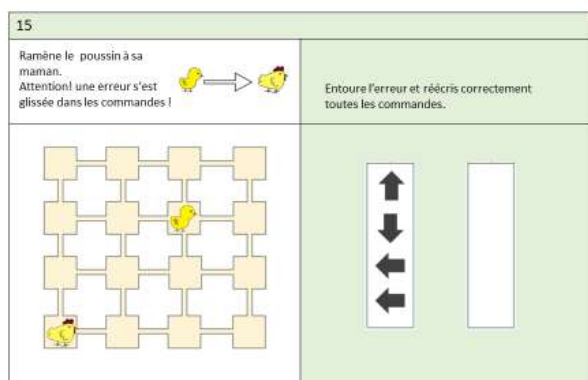 15
Ramène le poussin à sa
maman.
Attention! une erreur s'est
glissée dans les commandes !
Entoure l'erreur et réécris correctement
toutes les commandes.